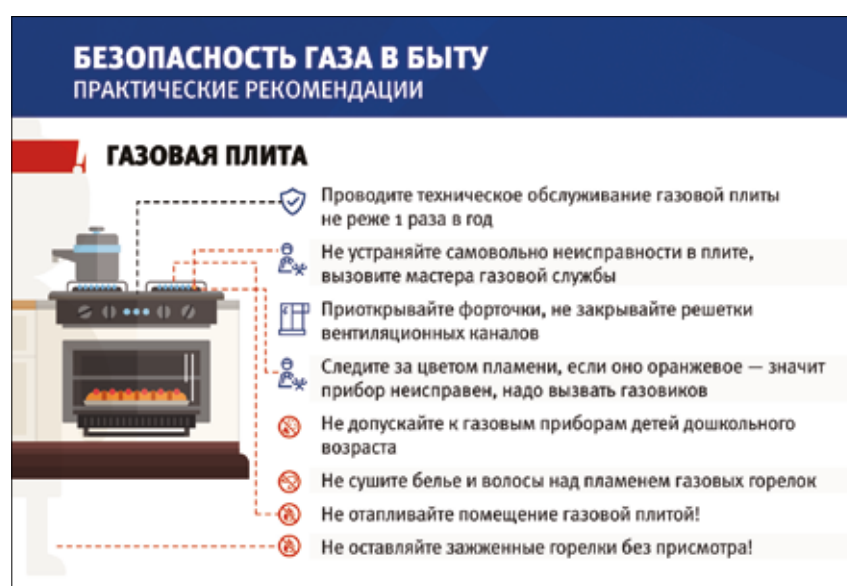 БЕЗОПАСНОСТЬ ГАЗА В БЫТУ
ПРАКТИЧЕСКИЕ РЕКОМЕНДАЦИИ
ГАЗОВАЯ ПЛИТА
Проводите техническое обслуживание газовой плиты
не реже 1 раза в год
Не устраняйте самовольно неисправности в плите,
вызовите мастера газовой службы
Приоткрывайте форточки, не закрывайте решетки
вентиляционных каналов
Следите за цветом пламени, если оно оранжевое — значит
прибор неисправен, надо вызвать газовиков
Не допускайте к газовым приборам детей дошкольного
возраста
Не сушите белье и волосы над пламенем газовых горелок
Не отапливайте помещение газовой плитой!
Не оставляйте зажженные горелки без присмотра!